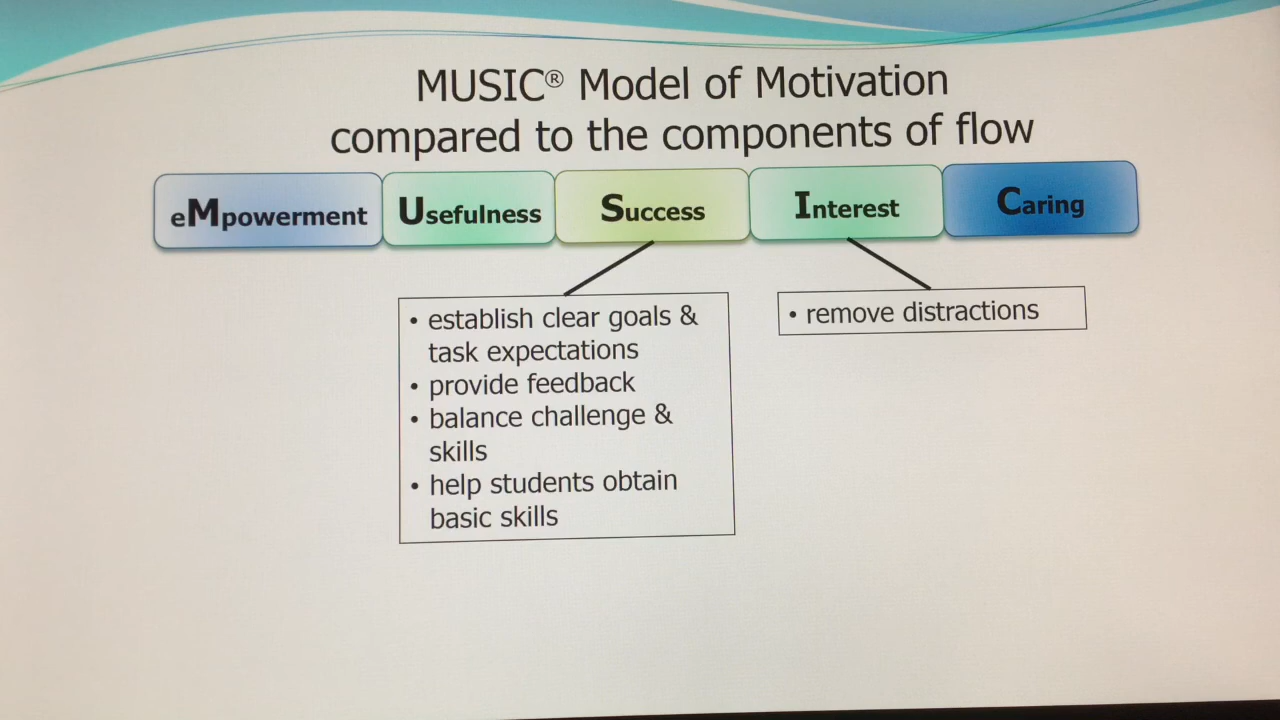 MUSIC® Model of Motivation
compared to the components of flow
eMpowerment
Usefulness
Success
Interest
Caring
• establish clear goals &
task expectations
• provide feedback
• balance challenge &
skills
• help students obtain
basic skills
• remove distractions